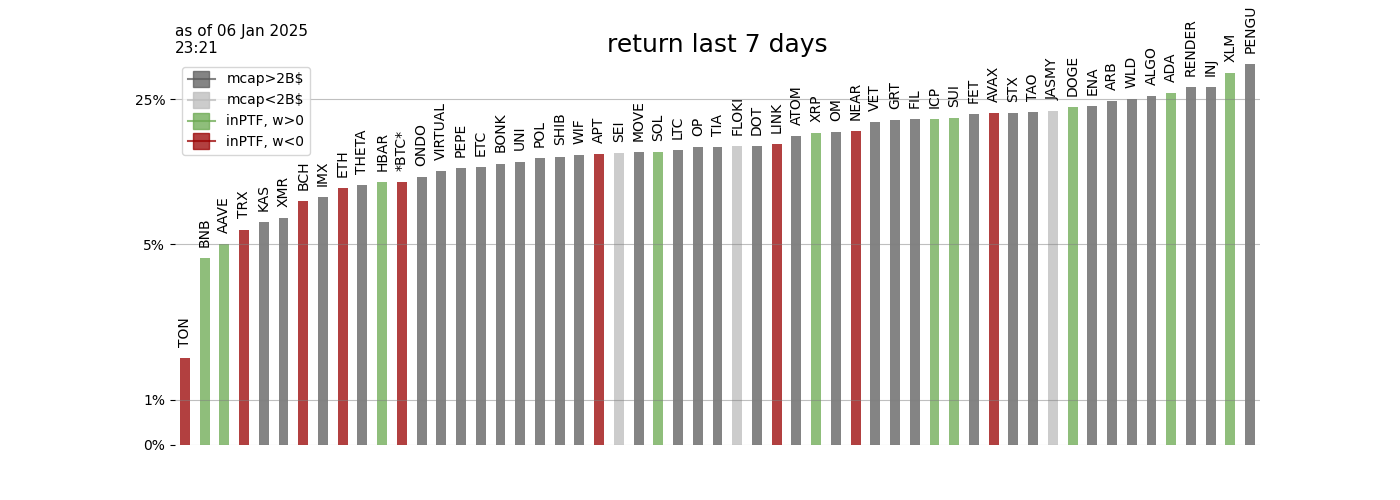 as of 06 Jan 2025
23:21
return last 7 days
mcap>2B$
mcap<2B$
inPTF, w>0
inPTF, w<0
25%
5%
1%
0%
TON
BNB
AAVE
TRX
KAS
XMR
BCH
IMX
ETH
THETA
HBAR
*BTC*
ONDO
VIRTUAL
PEPE
ETC
BONK
UNI
POL
SHIB
WIF
APT
SEI
MOVE
SOL
LTC
OP
TIA
FLOKI
DOT
LINK
ATOM
XRP
OM
NEAR
VET
GRT
FIL
ICP
SUI
FET
AVAX
STX
TAO
JASMY
DOGE
ENA
ARB
WLD
ALGO
ADA
RENDER
INJ
XLM
PENGU